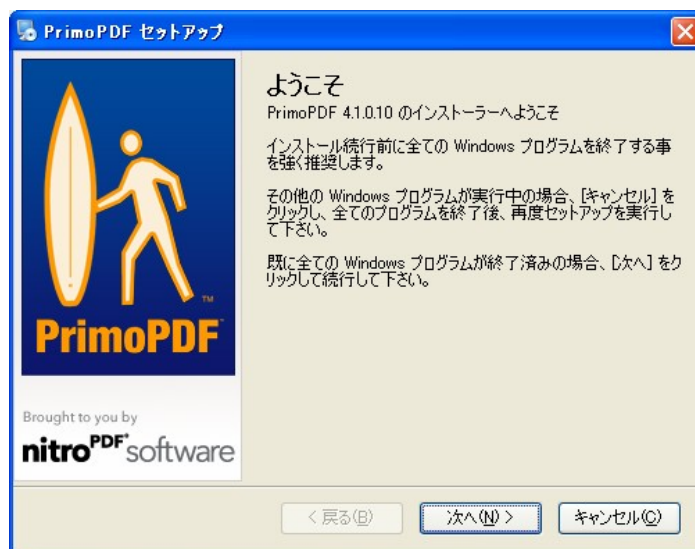 PrimoPDF セットアップ
ようこそ
PrimoPDF 4.1.0.10 のインストーラーへようこそ
インストール続行前に全ての Windows プログラムを終了する事
を強く推奨します。
その他の Windows プログラムが実行中の場合、[キャンセル] を
クリックし、全てのプログラムを終了後、再度セットアップを実行し
て下さい。
既に全ての Windows プログラムが終了済みの場合、[次へ] をク
リックして続行して下さい。
TM
PrimoPDF
Brought to you by
nitroPDF software
< 戻る(B)
次へ(N) >
キャンセル(C)